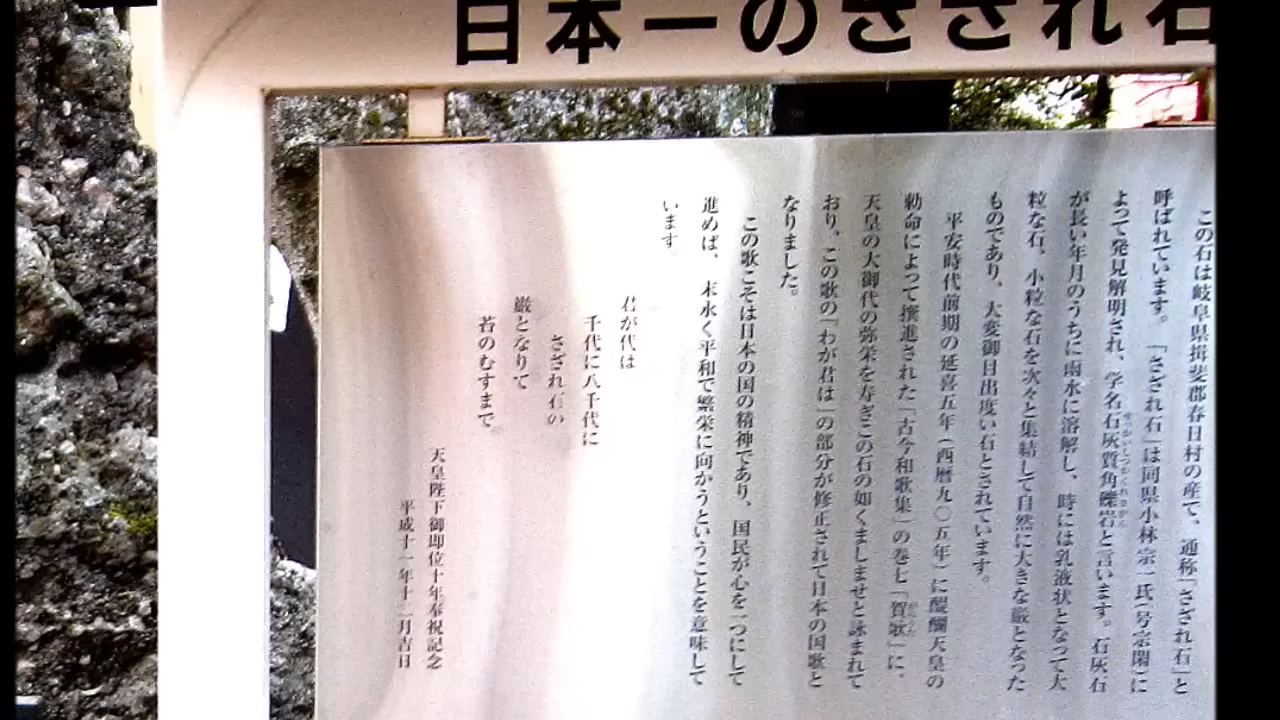 日本一のさざれ石
この石は岐阜県揖斐郡春日村の産で、通称「さざれ石」と
呼ばれています。「さざれ石」は同県小林宗一氏(号宗閑)に
よって発見解明され、学名石灰質角礫岩と言います。石灰石
が長い年月のうちに雨水に溶解し、時には乳液状となって大
粒な石、小粒な石を次々と集結して自然に大きな巌となった
ものであり、大変御目出度い石とされています。
平安時代前期の延喜五年(西暦九〇五年)に醍醐天皇の
勅命によって撰進された「古今和歌集」の巻七「賀歌」に、
天皇の大御代の弥栄を寿ぎこの石の如くましませと詠まれて
おり、この歌の「わが君は」の部分が修正されて日本の国歌と
なりました。
この歌こそは日本の国の精神であり、国民が心を一つにして
進めば、末永く平和で繁栄に向かうということを意味して
います
君が代は
千代に八千代に
さざれ石の
巌となりて
苔のむすまで
天皇陛下御即位十年奉祝記念
平成十一年十二月吉日